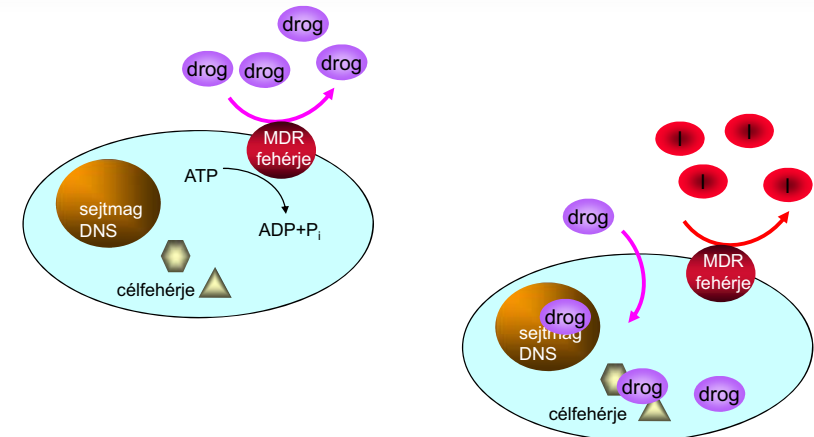 drog
drog
drog
drog
MDR
fehérje
ATP
ADP+Pi
sejtmag
DNS
célfehérje
I
I
I
I
drog
MDR
fehérje
drog
sejtmag
DNS
drog
drog
célfehérje